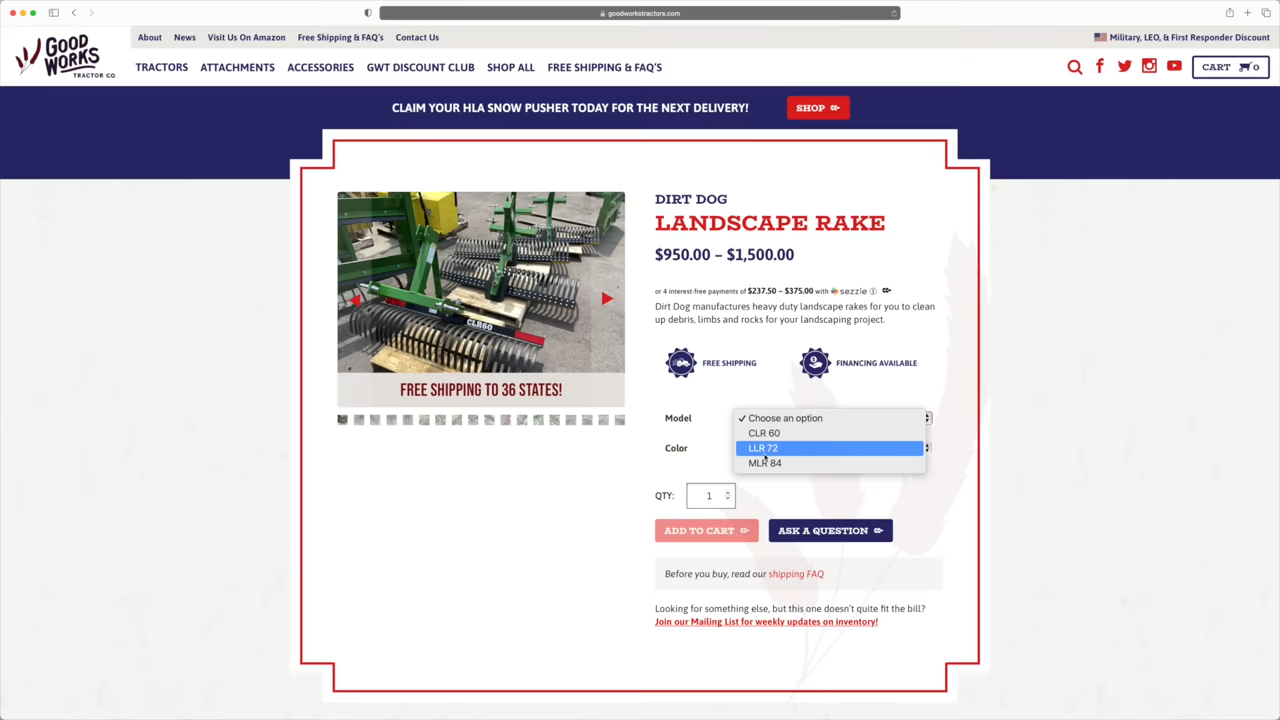 goodworkstractors.com
About News Visit Us On Amazon Free Shipping & FAQ's Contact Us
Military, LEO, & First Responder Discount
GOOD
WORKS
TRACTOR CO.
TRACTORS ATTACHMENTS ACCESSORIES GWT DISCOUNT CLUB SHOP ALL FREE SHIPPING & FAQ'S
CART 0
CLAIM YOUR HLA SNOW PUSHER TODAY FOR THE NEXT DELIVERY!
SHOP
DIRT DOG
LANDSCAPE RAKE
$950.00 – $1,500.00
or 4 interest-free payments of $237.50 – $375.00 with sezzle
Dirt Dog manufactures heavy duty landscape rakes for you to clean
up debris, limbs and rocks for your landscaping project.
CLR60
FREE SHIPPING TO 36 STATES!
FREE SHIPPING
FINANCING AVAILABLE
Model
✓ Choose an option
CLR 60
Color
LLR 72
MLR 84
QTY: 1
ADD TO CART
ASK A QUESTION
Before you buy, read our shipping FAQ
Looking for something else, but this one doesn't quite fit the bill?
Join our Mailing List for weekly updates on inventory!